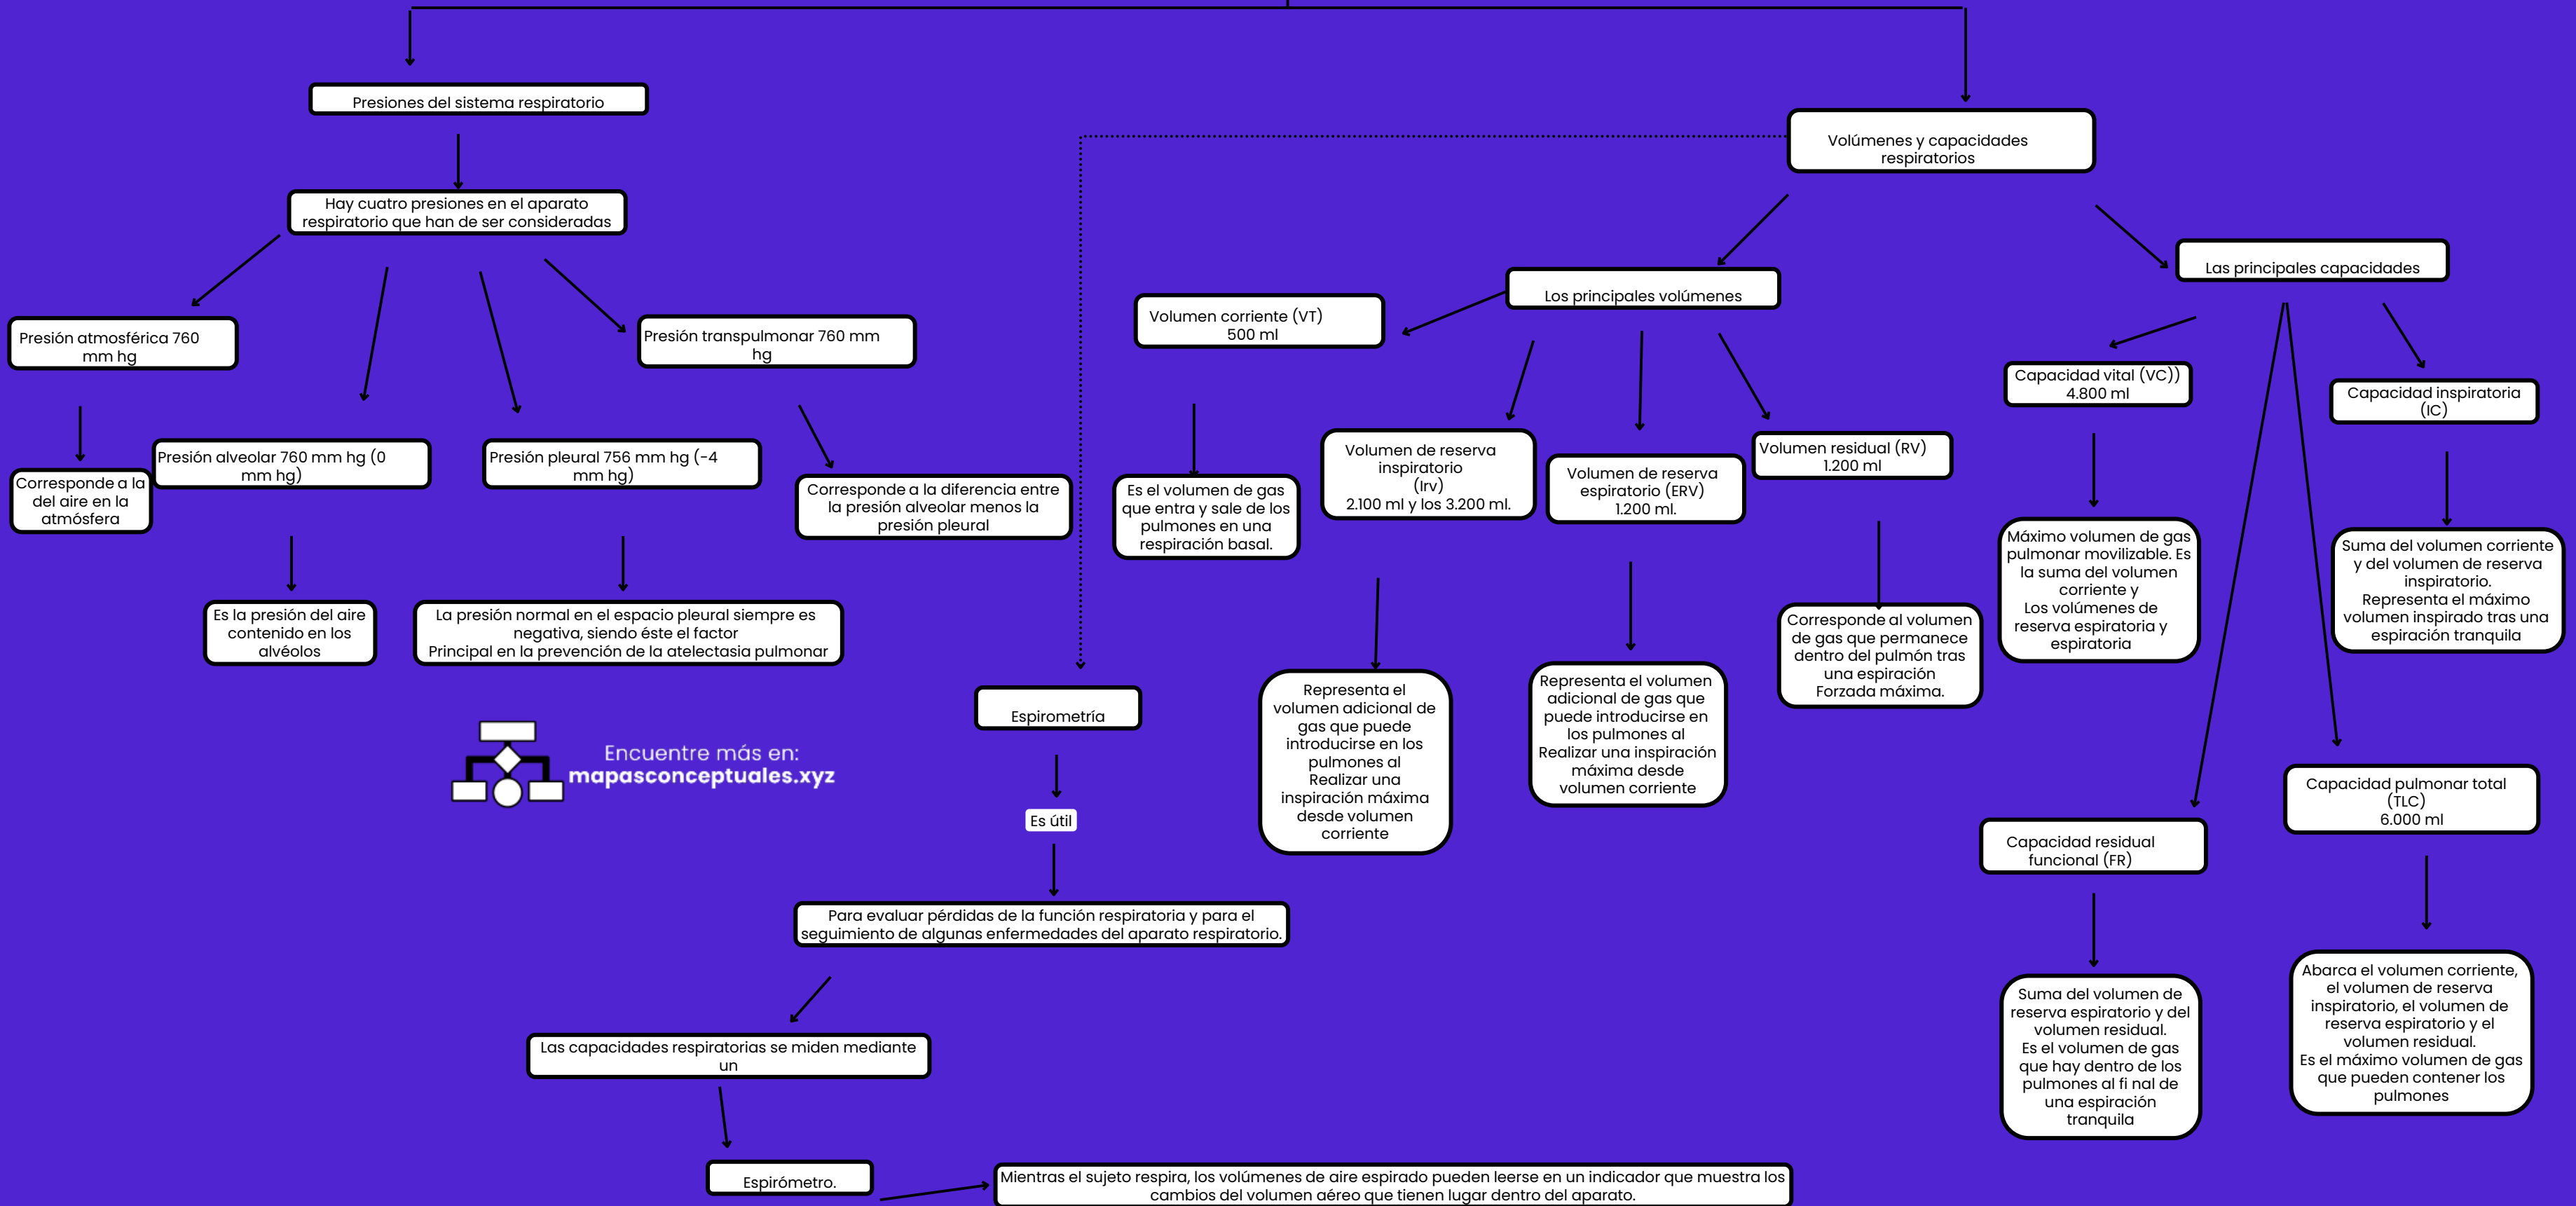 Presiones del sistema respiratorio
Hay cuatro presiones en el aparato
respiratorio que han de ser consideradas
Presión atmosférica 760
mm hg
Corresponde a la
del aire en la
atmósfera
Presión alveolar 760 mm hg (0
mm hg)
Es la presión del aire
contenido en los
alvéolos
Presión pleural 756 mm hg (-4
mm hg)
La presión normal en el espacio pleural siempre es
negativa, siendo éste el factor
Principal en la prevención de la atelectasia pulmonar
Presión transpulmonar 760 mm
hg
Corresponde a la diferencia entre
la presión alveolar menos la
presión pleural
Volúmenes y capacidades
respiratorios
Los principales volúmenes
Volumen corriente (VT)
500 ml
Es el volumen de gas
que entra y sale de los
pulmones en una
respiración basal.
Volumen de reserva
inspiratorio
(Irv)
2.100 ml y los 3.200 ml.
Representa el
volumen adicional de
gas que puede
introducirse en los
pulmones al
Realizar una
inspiración máxima
desde volumen
corriente
Volumen de reserva
espiratorio (ERV)
1.200 ml.
Representa el volumen
adicional de gas que
puede introducirse en
los pulmones al
Realizar una inspiración
máxima desde
volumen corriente
Volumen residual (RV)
1.200 ml
Corresponde al volumen
de gas que permanece
dentro del pulmón tras
una espiración
Forzada máxima.
Las principales capacidades
Capacidad vital (VC))
4.800 ml
Máximo volumen de gas
pulmonar movilizable. Es
la suma del volumen
corriente y
Los volúmenes de
reserva espiratoria y
espiratoria
Capacidad inspiratoria
(IC)
Suma del volumen corriente
y del volumen de reserva
inspiratorio.
Representa el máximo
volumen inspirado tras una
espiración tranquila
Capacidad residual
funcional (FR)
Suma del volumen de
reserva espiratorio y del
volumen residual.
Es el volumen de gas
que hay dentro de los
pulmones al fi nal de
una espiración
tranquila
Capacidad pulmonar total
(TLC)
6.000 ml
Abarca el volumen corriente,
el volumen de reserva
inspiratorio, el volumen de
reserva espiratorio y el
volumen residual.
Es el máximo volumen de gas
que pueden contener los
pulmones
Espirometría
Es útil
Para evaluar pérdidas de la función respiratoria y para el
seguimiento de algunas enfermedades del aparato respiratorio.
Las capacidades respiratorias se miden mediante
un
Espirómetro.
Mientras el sujeto respira, los volúmenes de aire espirado pueden leerse en un indicador que muestra los
cambios del volumen aéreo que tienen lugar dentro del aparato.
Encuentre más en:
mapasconceptuales.xyz